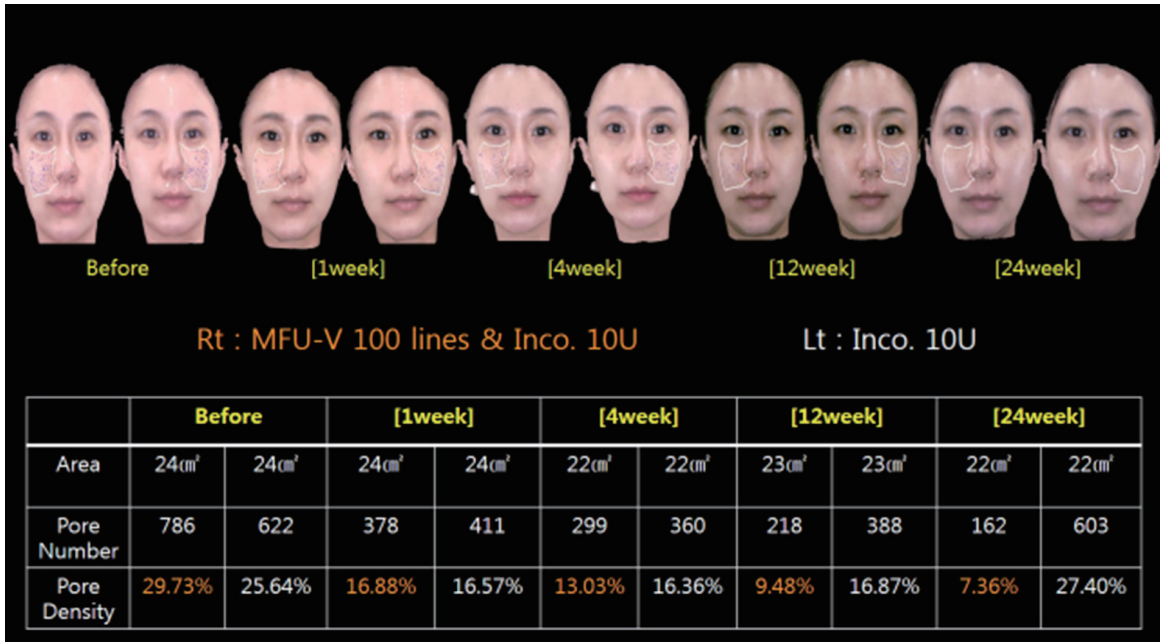 Before [1week] [4week] [12week] [24week]
Rt : MFU-V 100 lines & Inco. 10U Lt : Inco. 10U
Before [1week] [4week] [12week] [24week]
Area 24㎠ 24㎠ 24㎠ 24㎠ 22㎠ 22㎠ 23㎠ 23㎠ 22㎠ 22㎠
Pore Number 786 622 378 411 299 360 218 388 162 603
Pore Density 29.73% 25.64% 16.88% 16.57% 13.03% 16.36% 9.48% 16.87% 7.36% 27.40%